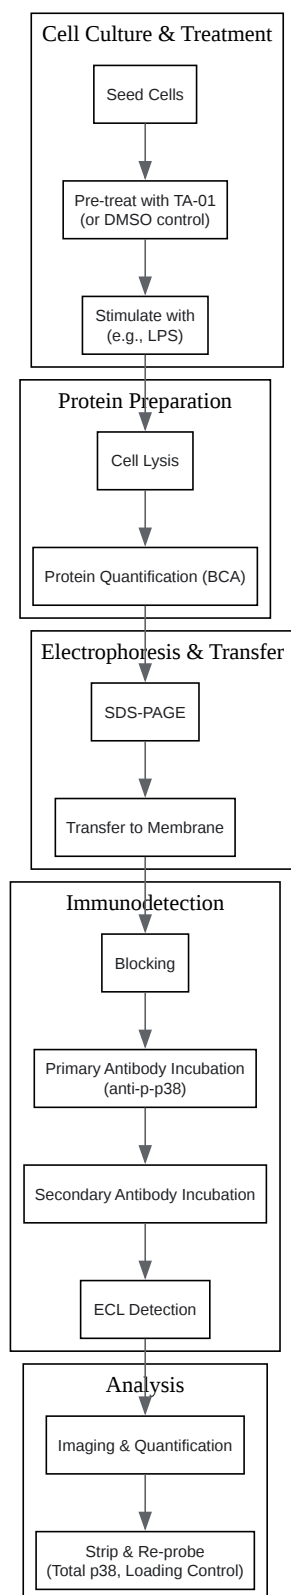 Cell Culture & Treatment
Seed Cells
Pre-treat with TA-01
(or DMSO control)
Stimulate with
(e.g., LPS)
Protein Preparation
Cell Lysis
Protein Quantification (BCA)
Electrophoresis & Transfer
SDS-PAGE
Transfer to Membrane
Immunodetection
Blocking
Primary Antibody Incubation
(anti-p-p38)
Secondary Antibody Incubation
ECL Detection
Analysis
Imaging & Quantification
Strip & Re-probe
(Total p38, Loading Control)